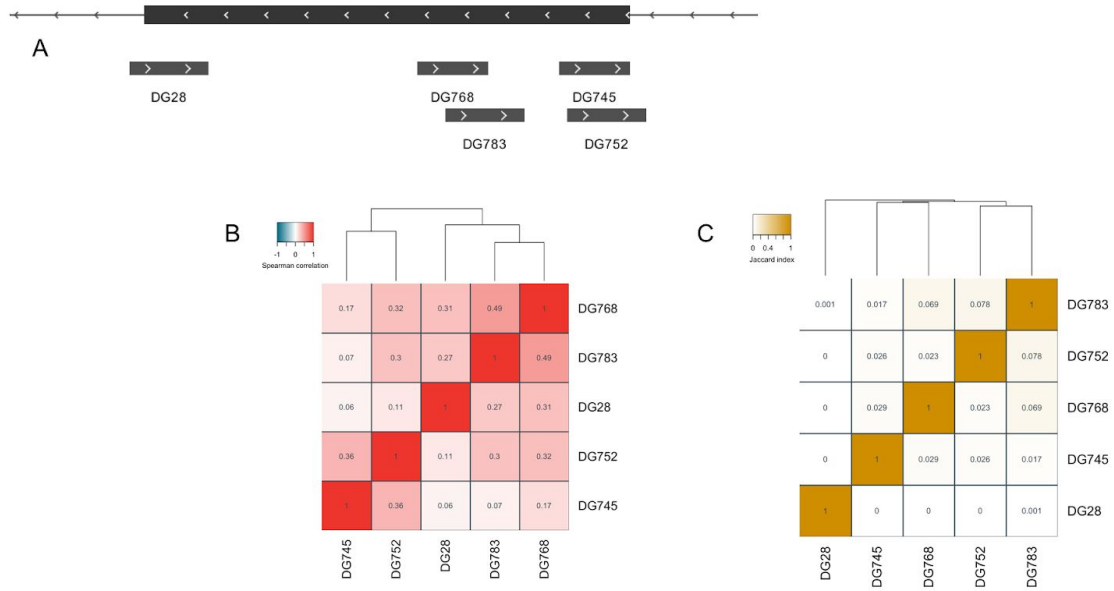 A
DG28
DG768
DG745
DG783
DG752
B
-1 0 1
Spearman correlation
0.17 0.32 0.31 0.49 1 DG768
0.07 0.3 0.27 1 0.49 DG783
0.06 0.11 1 0.27 0.31 DG28
0.36 1 0.11 0.3 0.32 DG752
1 0.36 0.06 0.07 0.17 DG745
DG745 DG752 DG28 DG783 DG768
C
0 0.4 1
Jaccard index
0.001 0.017 0.069 0.078 1 DG783
0 0.026 0.023 1 0.078 DG752
0 0.029 1 0.023 0.069 DG768
0 1 0.029 0.026 0.017 DG745
1 0 0 0 0.001 DG28
DG28 DG745 DG768 DG752 DG783